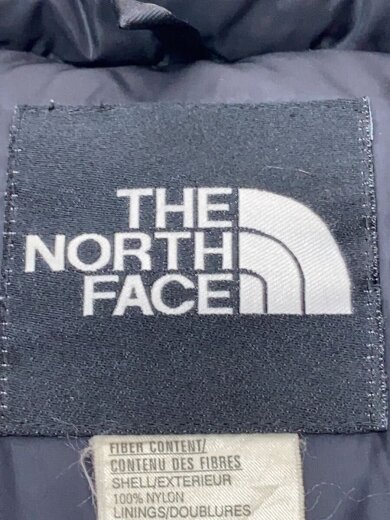 THE
NORTH
FACE
FIBER CONTENT/
CONTENU DES FIBRES
SHELL/EXTERIEUR
100% NYLON
LININGS/DOUBLURES